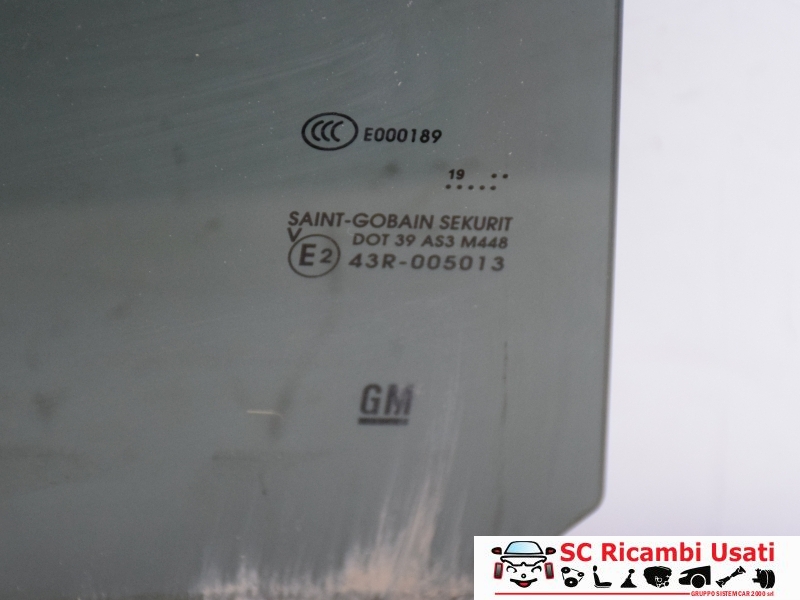 CCC E000189
19 ..
.....
SAINT-GOBAIN SEKURIT
V DOT 39 AS3 M448
E2 43R-005013
GM
SC Ricambi Usati
GRUPPO SISTEMCAR 2000 srl